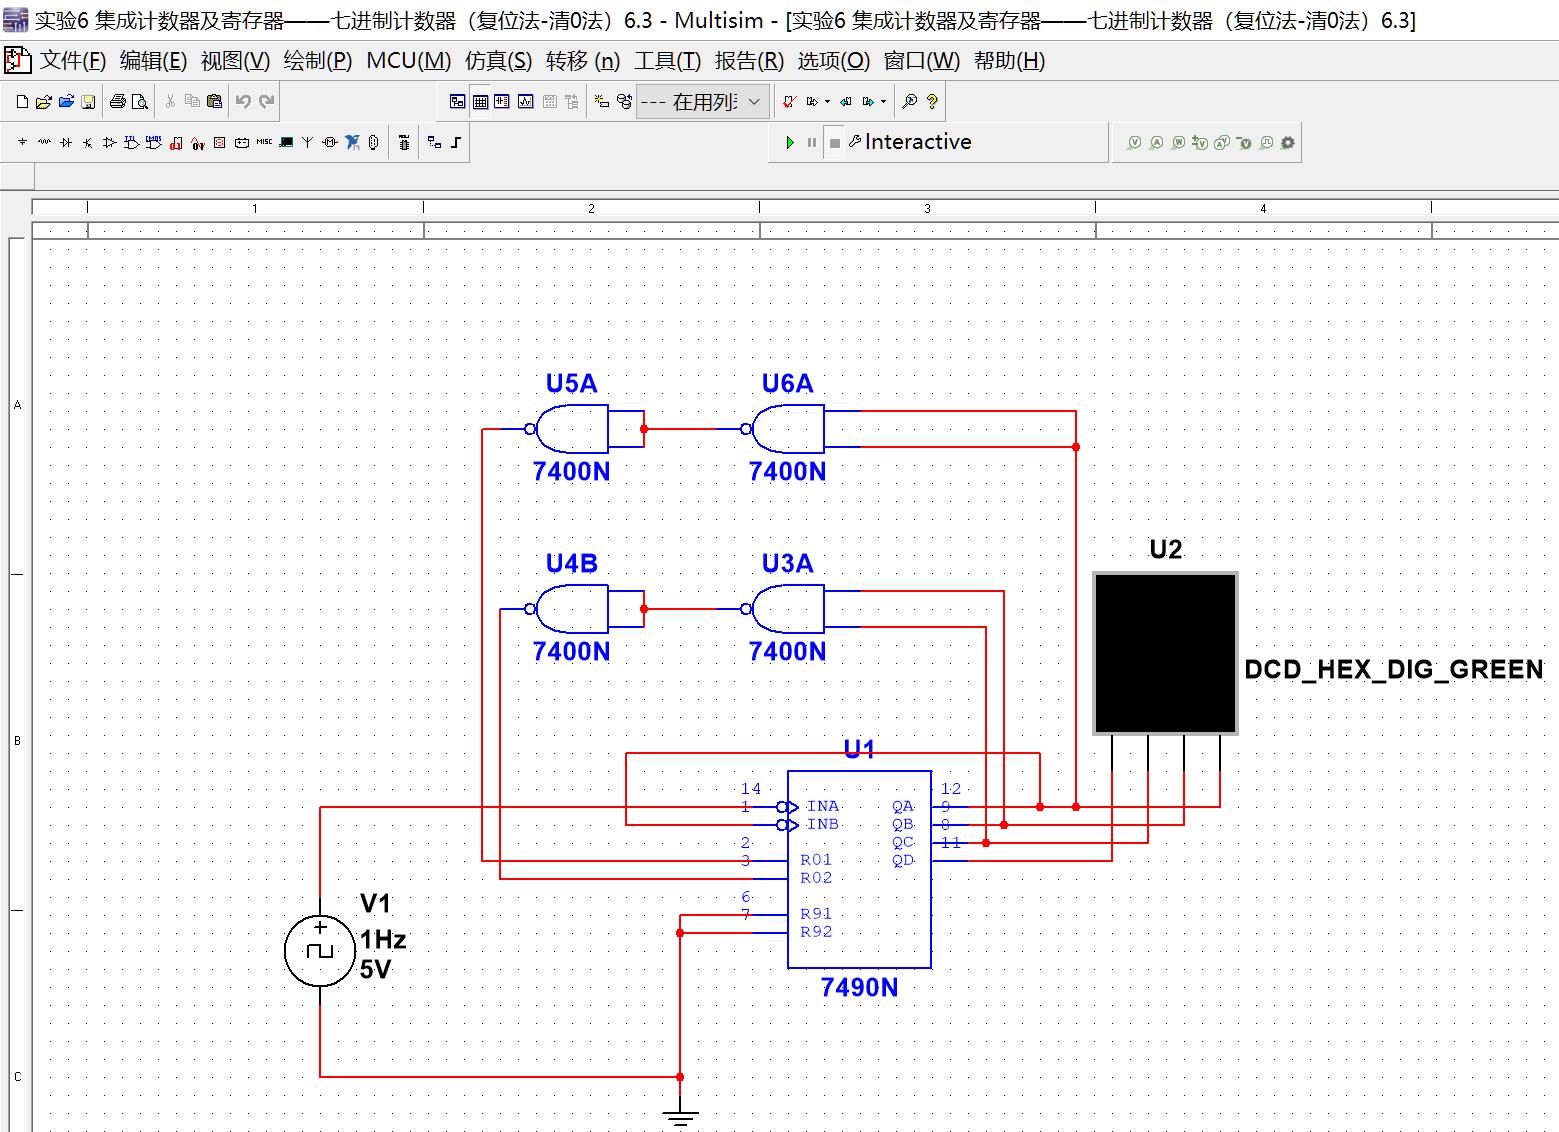 实验6 集成计数器及寄存器——七进制计数器（复位法-清0法）6.3 - Multisim - [实验6 集成计数器及寄存器——七进制计数器（复位法-清0法）6.3]
文件(F) 编辑(E) 视图(V) 绘制(P) MCU(M) 仿真(S) 转移 (n) 工具(T) 报告(R) 选项(O) 窗口(W) 帮助(H)
--- 在用列
MISC Interactive
1 2 3 4
A
U5A U6A
7400N 7400N
U4B U3A
7400N 7400N
U2
DCD_HEX_DIG_GREEN
B
U1
14 12
1 INA QA 9
INB QB 8
2 QC 11
3 R01 QD
R02
6
7 R91
R92
7490N
V1
1Hz
5V
C